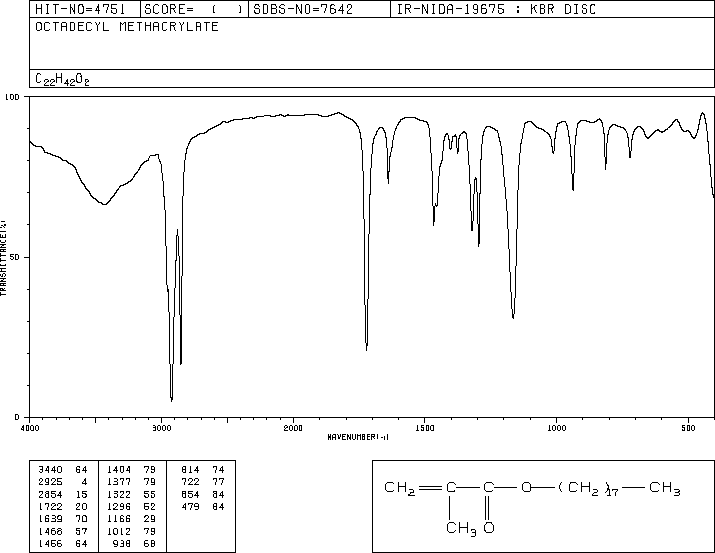 HIT-NO=4751 SCORE= ( ) SDBS-NO=7642 IR-NIDA-19675 : KBR DISC
OCTADECYL METHACRYLATE
C22H42O2
100
50
0
TRANSMITTANCE(%)
4000 3000 2000 1500 1000 500
WAVENUMBER(-1)
3440 64 1404 79 814 74
2925 4 1377 79 722 77
2854 15 1322 55 654 84
1722 20 1296 52 479 84
1639 70 1166 29
1466 57 1012 79
1456 64 938 68
CH2 C C O (CH2)17 CH3
CH3 O